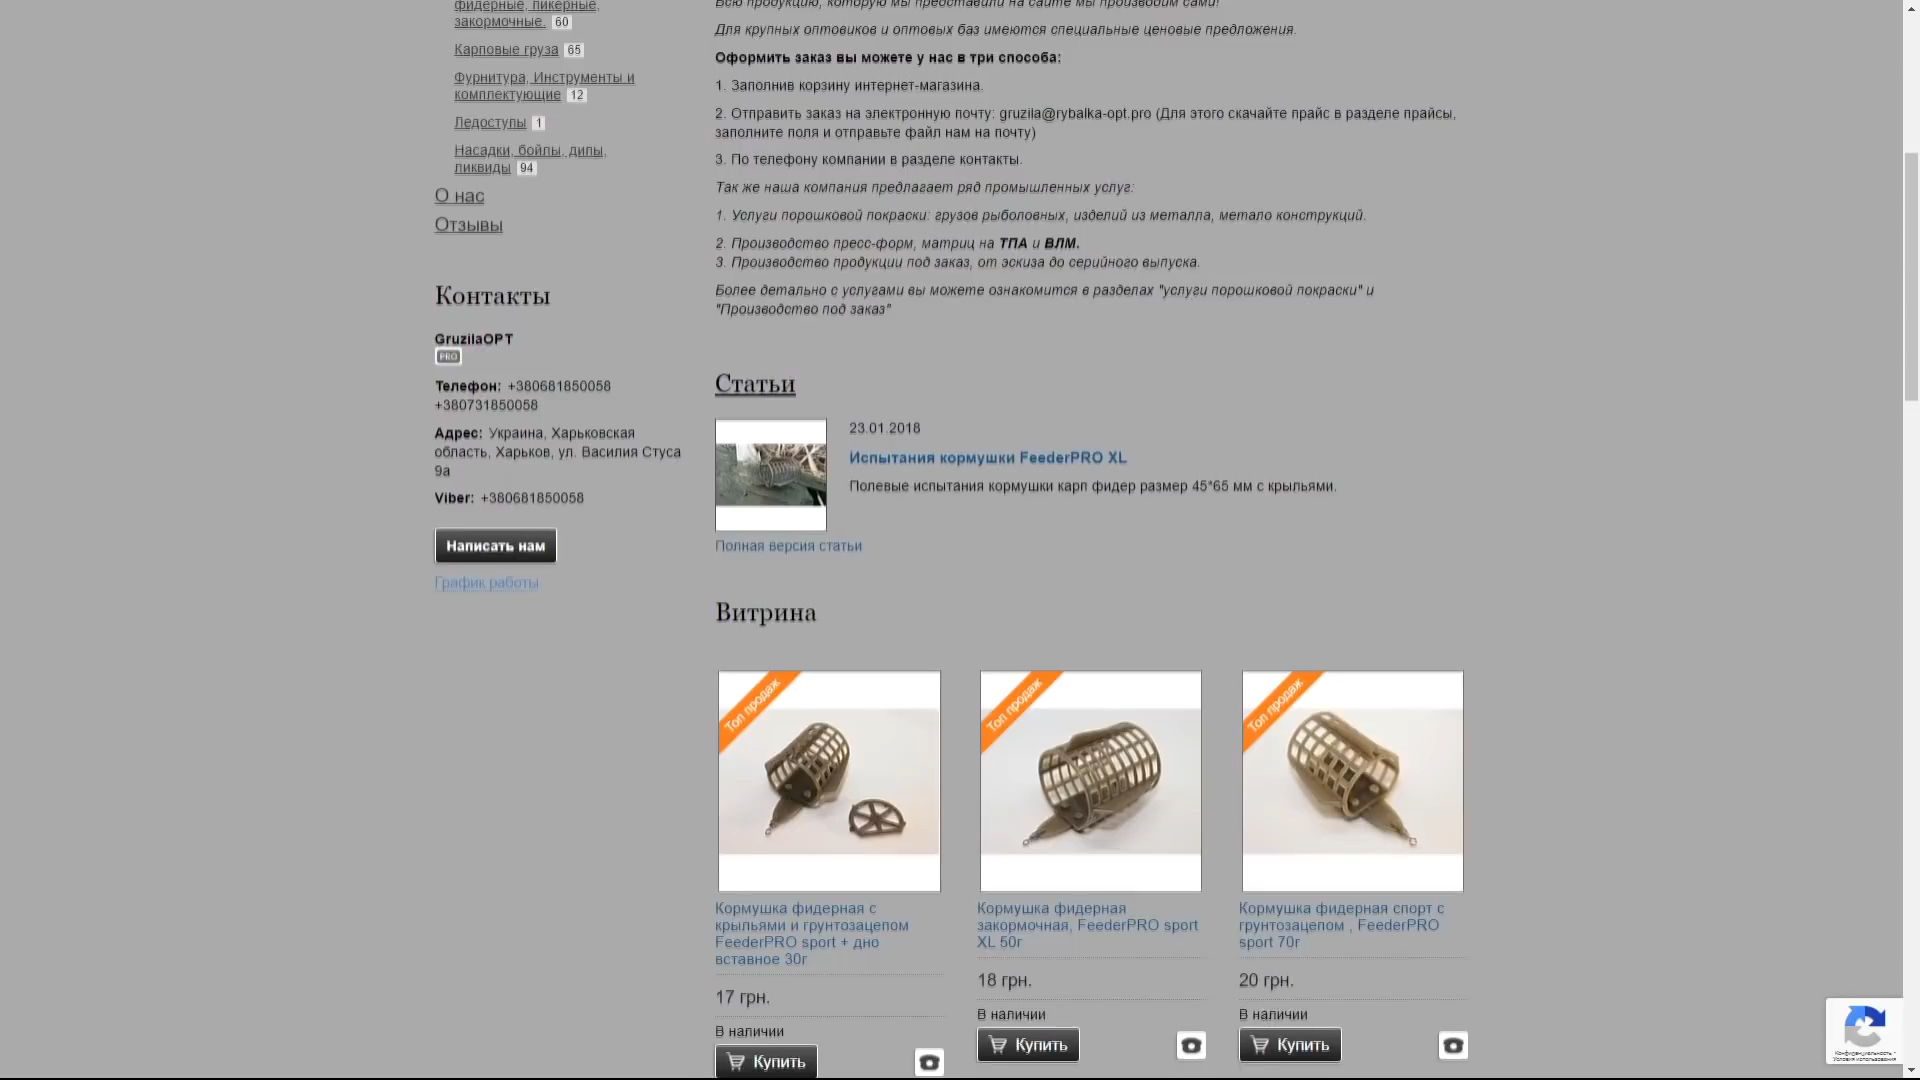 фидерные, пикерные,
закормочные. 60
Карповые груза 65
Фурнитура, Инструменты и
комплектующие 12
Ледоступы 1
Насадки, бойлы, дипы,
ликвиды 94
О нас
Отзывы
Контакты
GruzilaOPT
PRO
Телефон: +380681850058
+380731850058
Адрес: Украина, Харьковская
область, Харьков, ул. Василия Стуса
9а
Viber: +380681850058
Написать нам
График работы
Всю продукцию, которую мы представили на сайте мы производим сами!
Для крупных оптовиков и оптовых баз имеются специальные ценовые предложения.
Оформить заказ вы можете у нас в три способа:
1. Заполнив корзину интернет-магазина.
2. Отправить заказ на электронную почту: gruzila@rybalka-opt.pro (Для этого скачайте прайс в разделе прайсы,
заполните поля и отправьте файл нам на почту)
3. По телефону компании в разделе контакты.
Так же наша компания предлагает ряд промышленных услуг:
1. Услуги порошковой покраски: грузов рыболовных, изделий из металла, метало конструкций.
2. Производство пресс-форм, матриц на ТПА и ВЛМ.
3. Производство продукции под заказ, от эскиза до серийного выпуска.
Более детально с услугами вы можете ознакомится в разделах "услуги порошковой покраски" и
"Производство под заказ"
Статьи
23.01.2018
Испытания кормушки FeederPRO XL
Полевые испытания кормушки карп фидер размер 45*65 мм с крыльями.
Полная версия статьи
Витрина
Топ продаж
Кормушка фидерная с
крыльями и грунтозацепом
FeederPRO sport + дно
вставное 30г
17 грн.
В наличии
Купить
Топ продаж
Кормушка фидерная
закормочная, FeederPRO sport
XL 50г
18 грн.
В наличии
Купить
Топ продаж
Кормушка фидерная спорт с
грунтозацепом , FeederPRO
sport 70г
20 грн.
В наличии
Купить
Конфиденциальность -
Условия использования